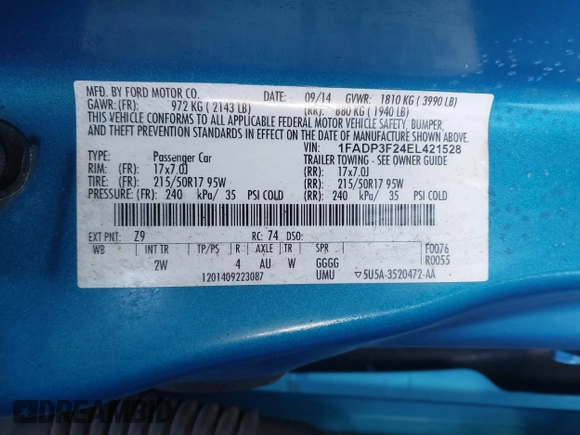 MFD. BY FORD MOTOR CO.
DATE: 09/14 GVWR: 1810 KG ( 3990 LB)
GAWR: (FR): 972 KG ( 2143 LB) (RR): 880 KG ( 1940 LB)
THIS VEHICLE CONFORMS TO ALL APPLICABLE FEDERAL MOTOR VEHICLE SAFETY, BUMPER,
AND THEFT PREVENTION STANDARDS IN EFFECT ON THE DATE OF MANUFACTURE SHOWN ABOVE.
VIN: 1FADP3F24EL421528
TYPE: Passenger Car TRAILER TOWING - SEE OWNER GUIDE
RIM: (FR): 17x7.0J (RR): 17x7.0J
TIRE: (FR): 215/50R17 95W (RR): 215/50R17 95W
PRESSURE: (FR): 240 kPa/ 35 PSI COLD (RR): 240 kPa/ 35 PSI COLD
EXT PNT: Z9 RC: 74 DSO:
WB INT TR TP/PS R AXLE TR SPR F0076
2W 4 AU W GGGG R0055
1201409223087 UMU ▽5U5A-3520472-AA
DREAMBID